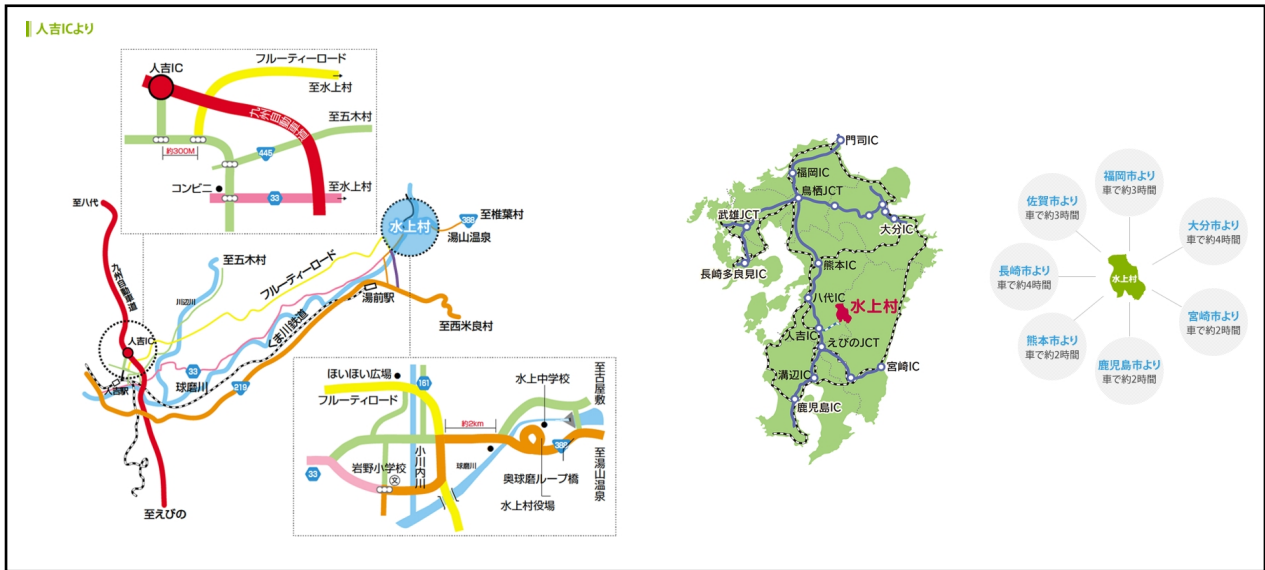 人吉ICより
人吉IC
フルーティーロード
至水上村
九州自動車道
至五木村
約300M
445
コンビニ
33
至水上村
至八代
九州自動車道
至五木村
川辺川
フルーティーロード
水上村
388
至椎葉村
湯山温泉
湯前駅
至西米良村
くま川鉄道
人吉IC
人吉駅
33
球磨川
219
至えびの
ほいほい広場
フルーティロード
161
水上中学校
至古屋敷
約2km
388
小川内川
球磨川
岩野小学校
文
33
奥球磨ループ橋
水上村役場
至湯山温泉
門司IC
福岡IC
鳥栖JCT
武雄JCT
大分IC
長崎多良見IC
熊本IC
八代IC
水上村
人吉IC
えびのJCT
宮崎IC
溝辺IC
鹿児島IC
福岡市より
車で約3時間
佐賀市より
車で約3時間
大分市より
車で約4時間
長崎市より
車で約4時間
水上村
宮崎市より
車で約2時間
熊本市より
車で約2時間
鹿児島市より
車で約2時間